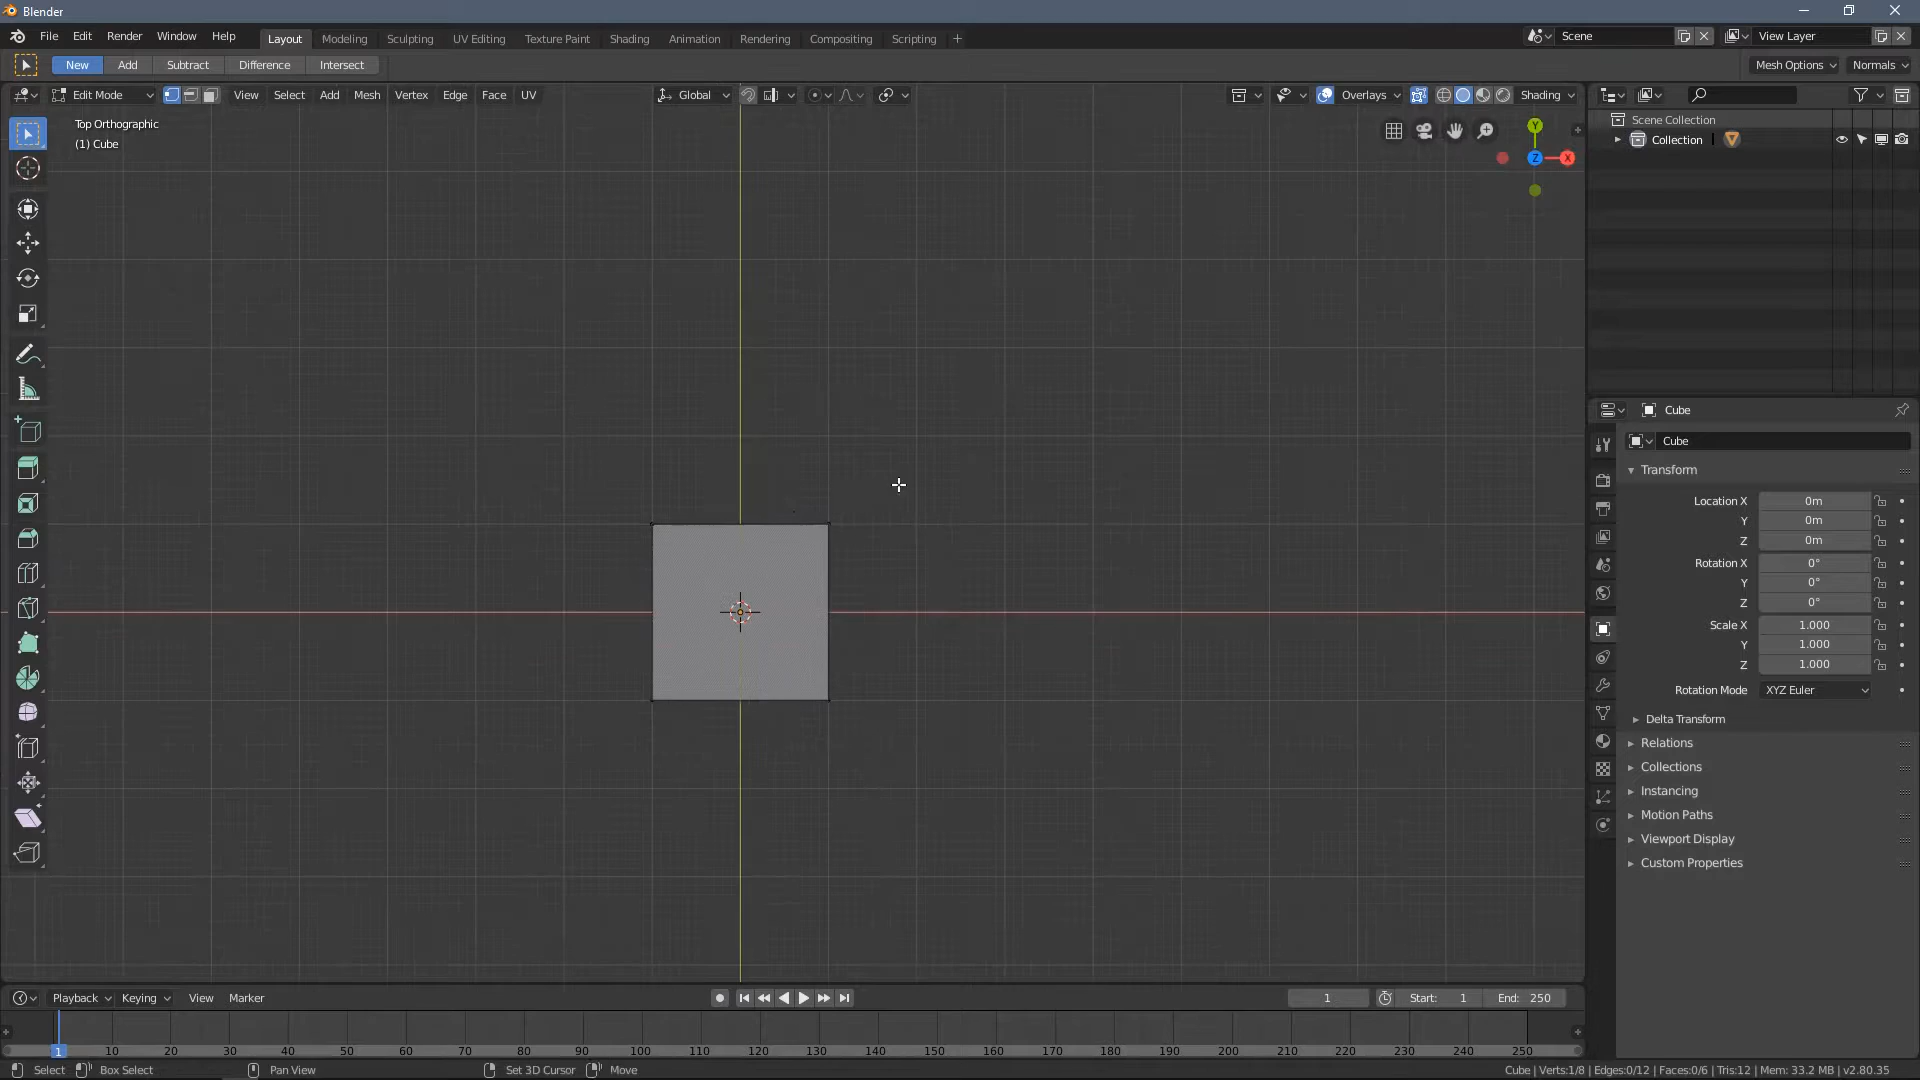 Blender
File Edit Render Window Help Layout Modeling Sculpting UV Editing Texture Paint Shading Animation Rendering Compositing Scripting + Scene View Layer
New Add Subtract Difference Intersect Mesh Options Normals
Edit Mode View Select Add Mesh Vertex Edge Face UV Global Overlays Shading
Top Orthographic
(1) Cube
Y
Z X
Scene Collection
Collection
Cube
Cube
Transform
Location X 0m
Y 0m
Z 0m
Rotation X 0°
Y 0°
Z 0°
Scale X 1.000
Y 1.000
Z 1.000
Rotation Mode XYZ Euler
Delta Transform
Relations
Collections
Instancing
Motion Paths
Viewport Display
Custom Properties
Playback Keying View Marker 1 Start: 1 End: 250
1 10 20 30 40 50 60 70 80 90 100 110 120 130 140 150 160 170 180 190 200 210 220 230 240 250
Select Box Select Pan View Set 3D Cursor Move Cube | Verts:1/8 | Edges:0/12 | Faces:0/6 | Tris:12 | Mem: 33.2 MB | v2.80.35